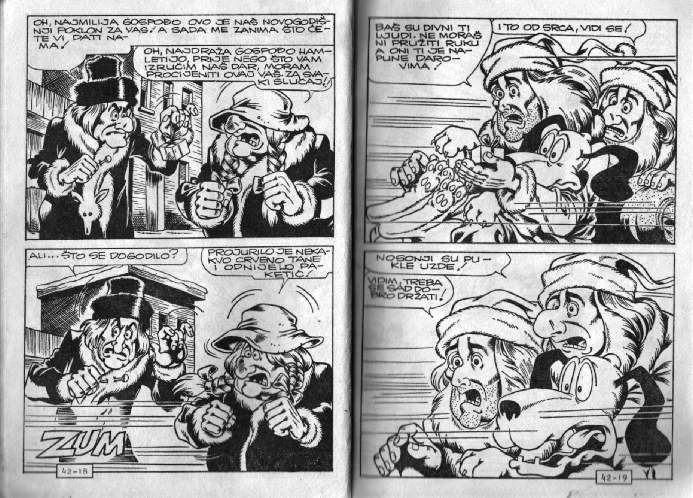 OH, NAJMILIJA GOSPOĐO OVO JE NAŠ NOVOGODIŠ-
NJI POKLON ZA VAS! A SADA ME ZANIMA ŠTO ĆE-
TE VI DATI NA-
MA!
OH, NAJDRAŽA GOSPOĐO HAM-
LETIJO, PRIJE NEGO ŠTO VAM
IZRUČIM NAŠ DAR, MORAM
PROCIJENITI OVAJ VAŠ. ZA SVA-
KI SLUČAJ!
ALI... ŠTO SE DOGODILO?
PROJURILO JE NEKA-
KVO CRVENO TANE
I ODNIJELO PA-
KETIĆ!
ZUM
42-18
BAŠ SU DIVNI TI
LJUDI. NE MORAŠ
NI PRUŽITI RUKU
A ONI TI JE NA-
PUNE DARO-
VIMA!
I TO OD SRCA, VIDI SE!
NOSONJI SU PU-
KLE UZDE!
VIDIM, TREBA
SE SAD DO-
BRO DRŽATI!
42-19